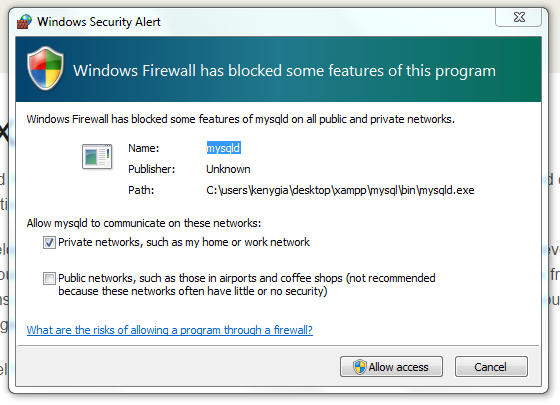 Windows Security Alert
Windows Firewall has blocked some features of this program
Windows Firewall has blocked some features of mysqld on all public and private networks.
Name: mysqld
Publisher: Unknown
Path: C:\users\kenygia\desktop\xampp\mysql\bin\mysqld.exe
Allow mysqld to communicate on these networks:
Private networks, such as my home or work network
Public networks, such as those in airports and coffee shops (not recommended
because these networks often have little or no security)
What are the risks of allowing a program through a firewall?
Allow access Cancel